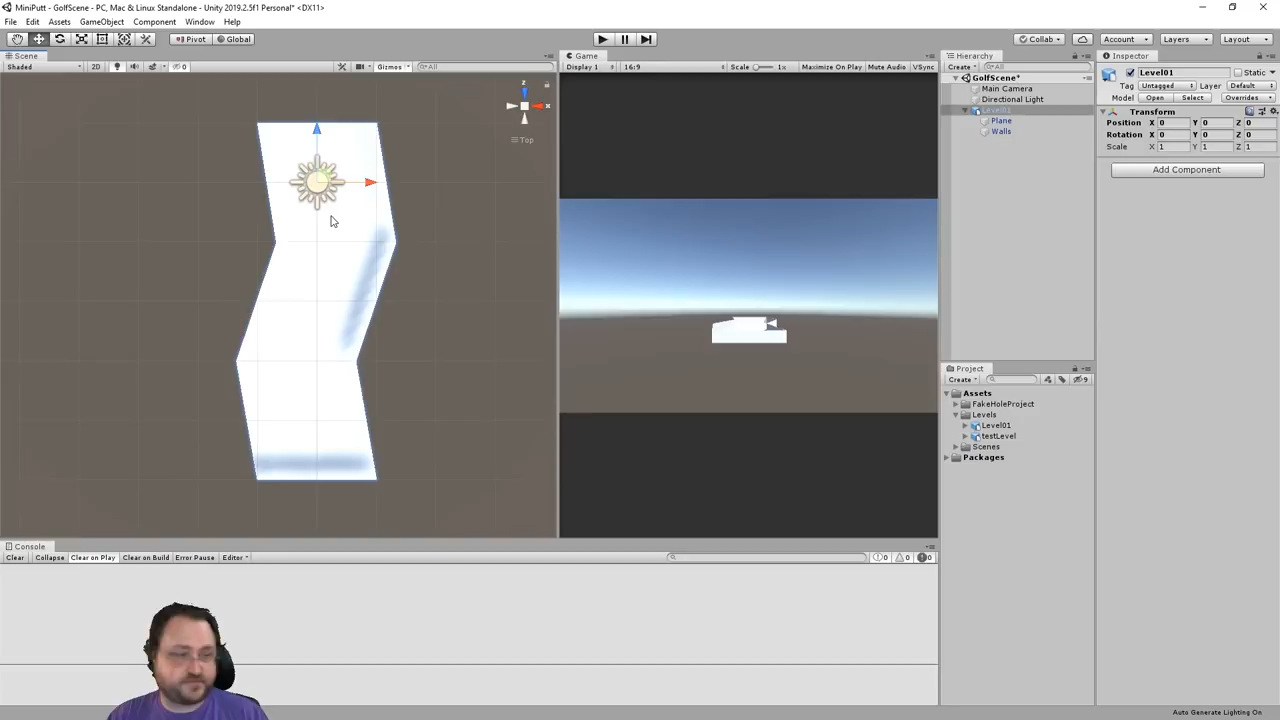 MiniPutt - GolfScene - PC, Mac & Linux Standalone - Unity 2019.2.5f1 Personal* <DX11>
File Edit Assets GameObject Component Window Help
Pivot Global Collab Account Layers Layout
Scene Game Hierarchy Inspector
Shaded 2D 0 Gizmos All Display 1 16:9 Scale 1x Maximize On Play Mute Audio VSync Create All
Level01 Static
GolfScene*
Tag Untagged Layer Default
Main Camera
Model Open Select Overrides
Directional Light
Level01
Transform
Plane
Position X 0 Y 0 Z 0
Walls
Rotation X 0 Y 0 Z 0
Scale X 1 Y 1 Z 1
Add Component
z
x
Top
Project
Create 9
Assets
FakeHoleProject
Levels
Level01
testLevel
Scenes
Packages
Console
Clear Collapse Clear on Play Clear on Build Error Pause Editor 0 0 0
Auto Generate Lighting On